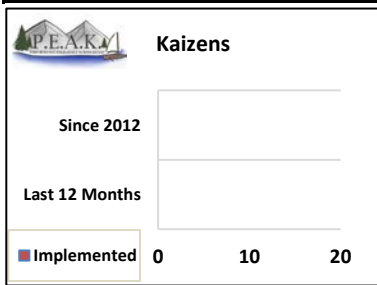 P.E.A.K.
Kaizens
Since 2012
Last 12 Months
Implemented
0 10 20